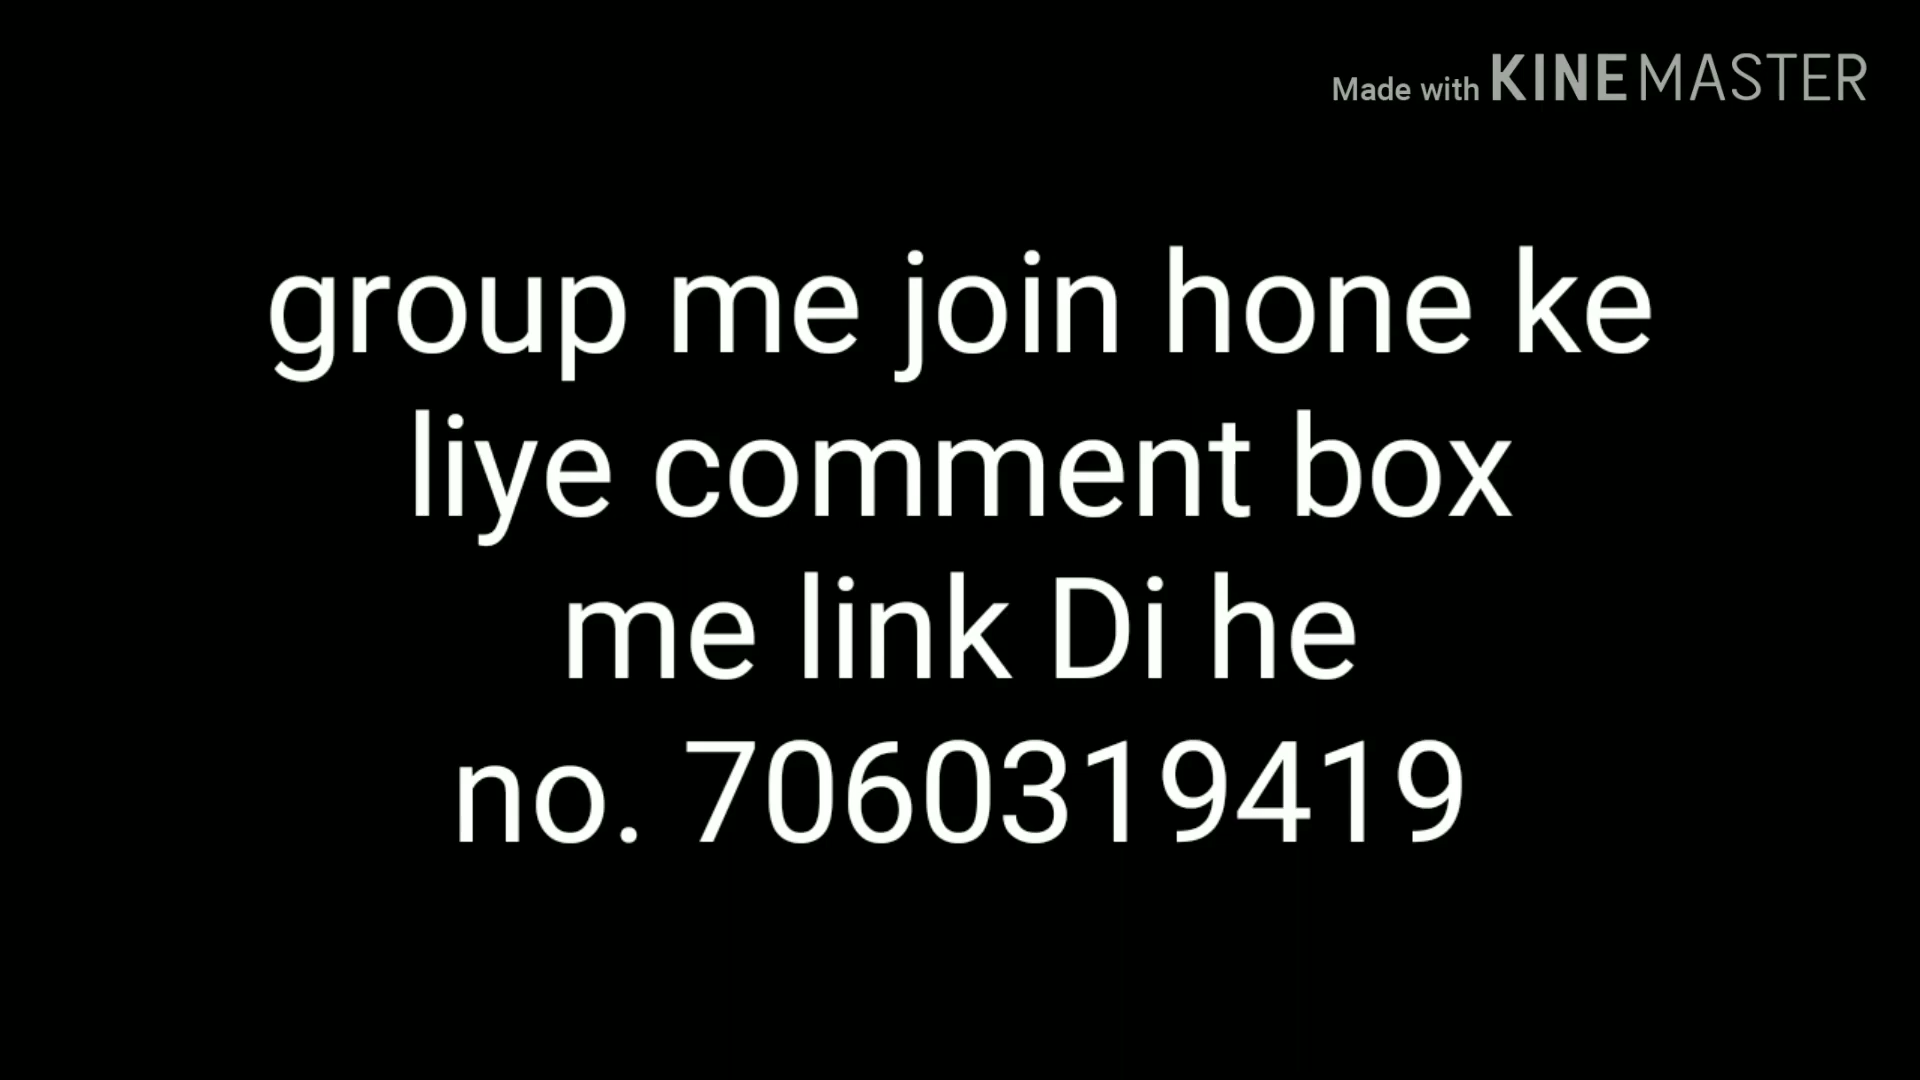 Made with KINEMASTER
group me join hone ke
liye comment box
me link Di he
no. 7060319419